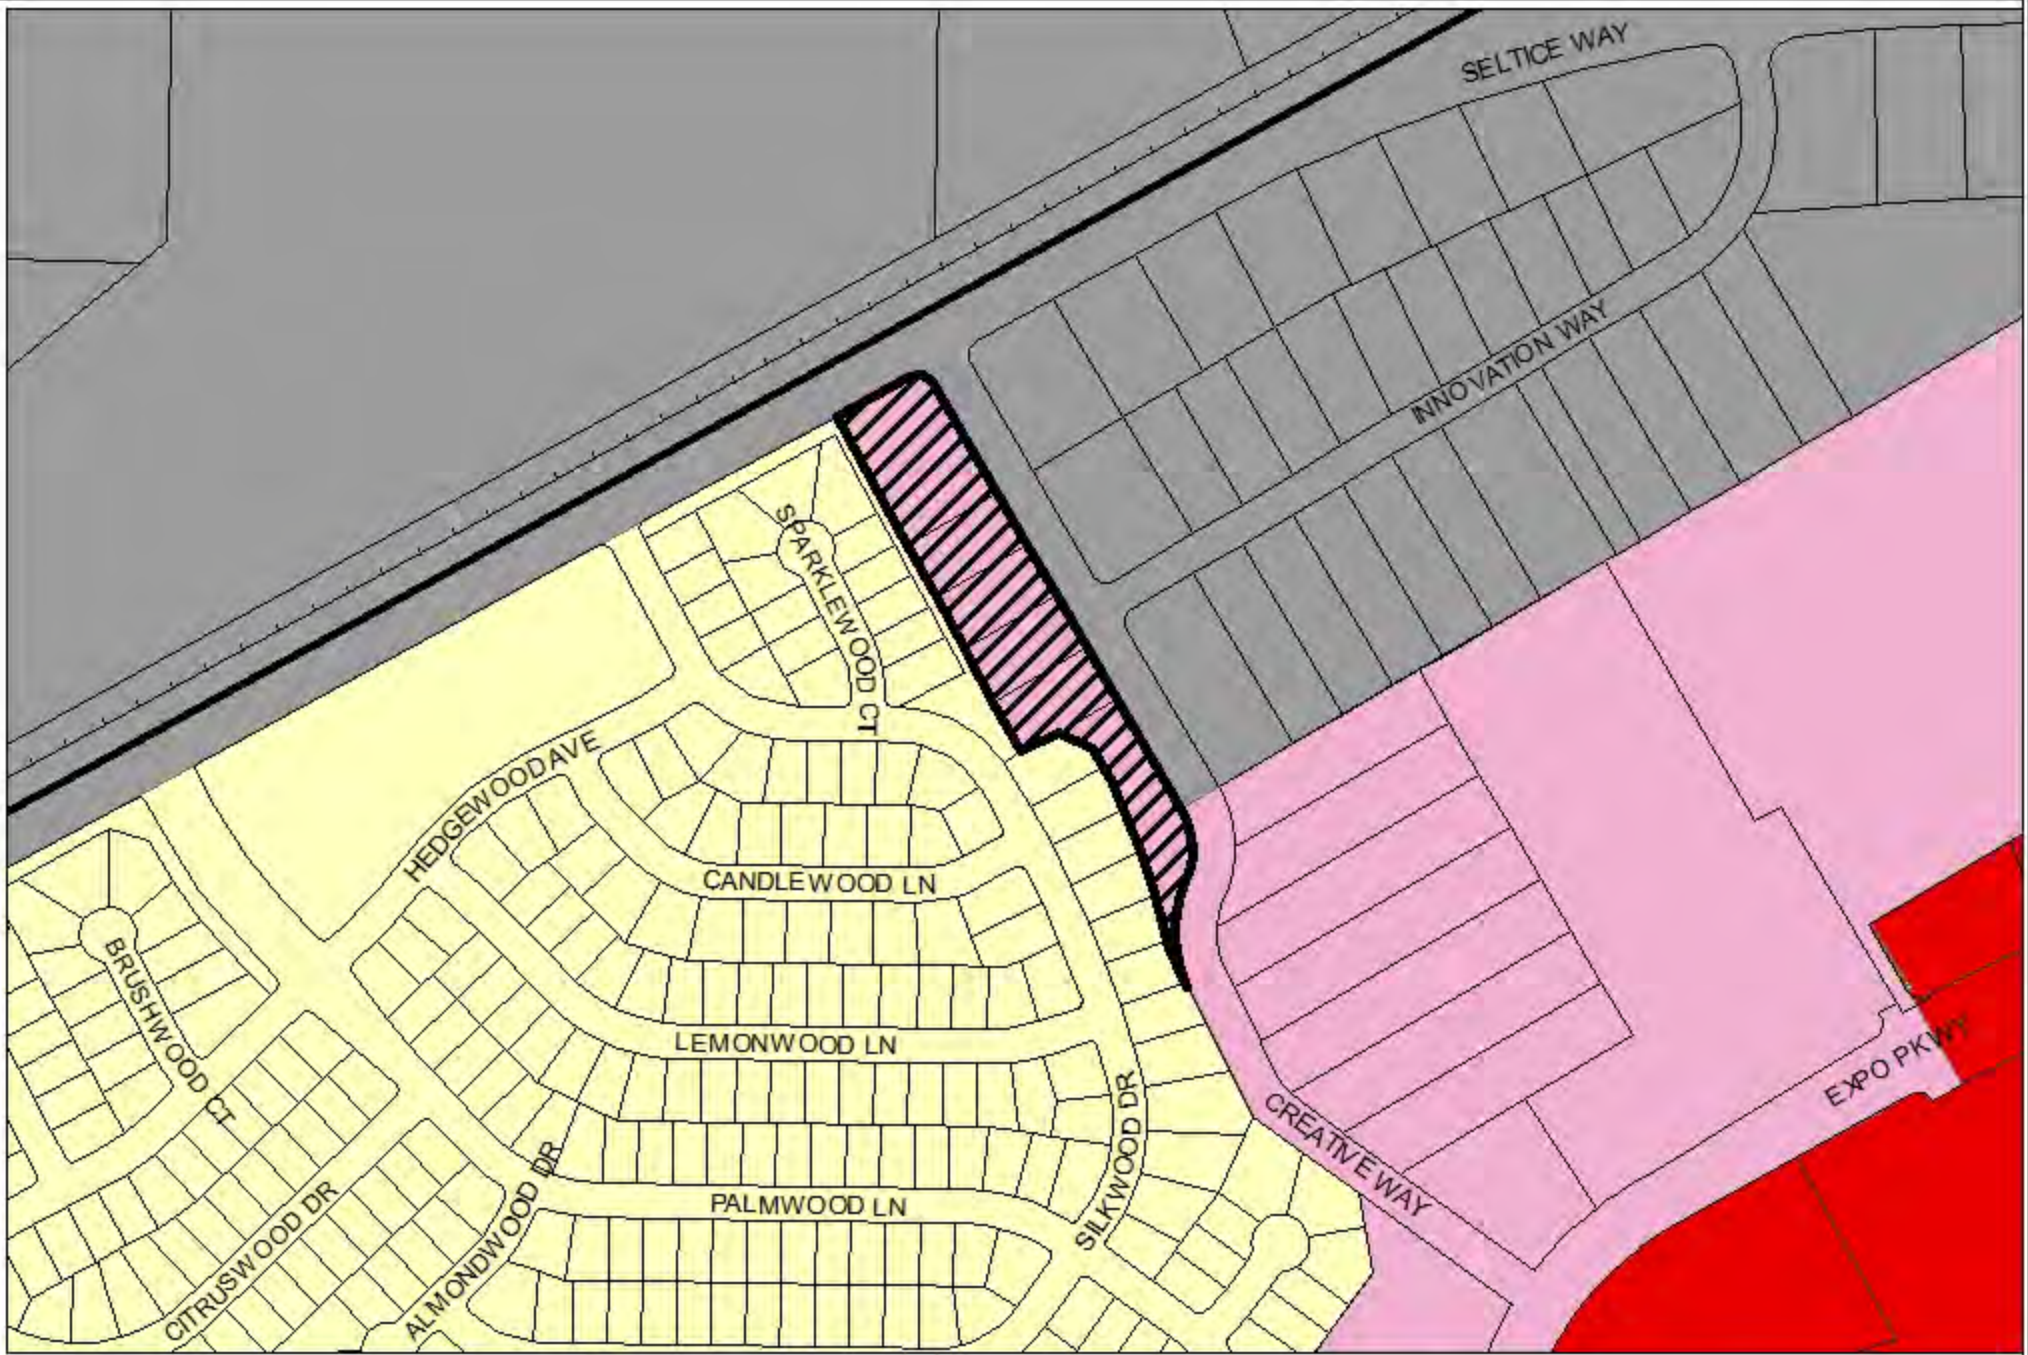 SELTICE WAY
INNOVATION WAY
SPARKLEWOOD CT
HEDGEWOOD AVE
CANDLEWOOD LN
BRUSHWOOD CT
LEMONWOOD LN
EXPO PKWY
CREATIVE WAY
SILKWOOD DR
PALMWOOD LN
CITRUSWOOD DR
ALMONDWOOD DR